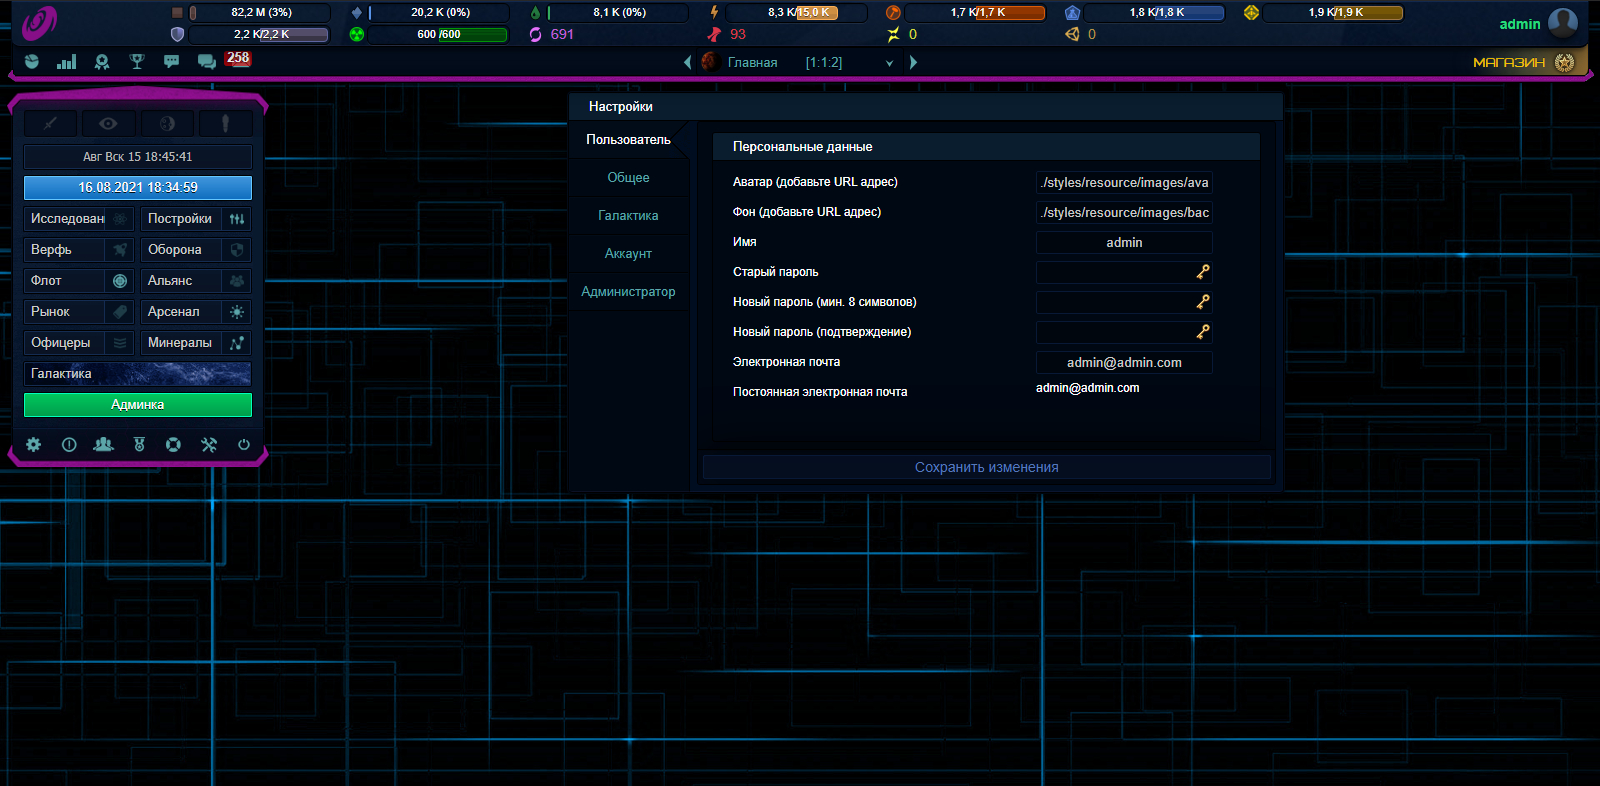 82,2 M (3%)
20,2 K (0%)
8,1 K (0%)
8,3 K/15,0 K
1,7 K/1,7 K
1,8 K/1,8 K
1,9 K/1,9 K
2,2 K/2,2 K
600 /600
691
93
0
0
admin
258
Главная [1:1:2]
МАГАЗИН
Авг Вск 15 18:45:41
16.08.2021 18:34:59
Исследован
Постройки
Верфь
Оборона
Флот
Альянс
Рынок
Арсенал
Офицеры
Минералы
Галактика
Админка
Настройки
Пользователь
Общее
Галактика
Аккаунт
Администратор
Персональные данные
Аватар (добавьте URL адрес) ./styles/resource/images/ava
Фон (добавьте URL адрес) ./styles/resource/images/bac
Имя admin
Старый пароль
Новый пароль (мин. 8 символов)
Новый пароль (подтверждение)
Электронная почта admin@admin.com
Постоянная электронная почта admin@admin.com
Сохранить изменения